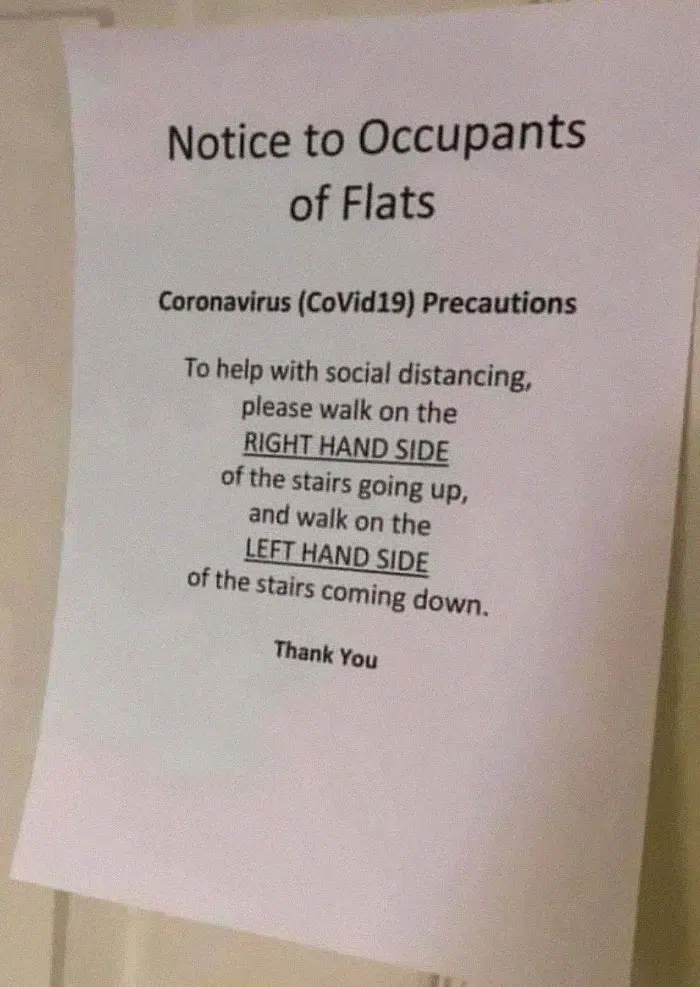 Notice to Occupants
of Flats
Coronavirus (CoVid19) Precautions
To help with social distancing,
please walk on the
RIGHT HAND SIDE
of the stairs going up,
and walk on the
LEFT HAND SIDE
of the stairs coming down.
Thank You